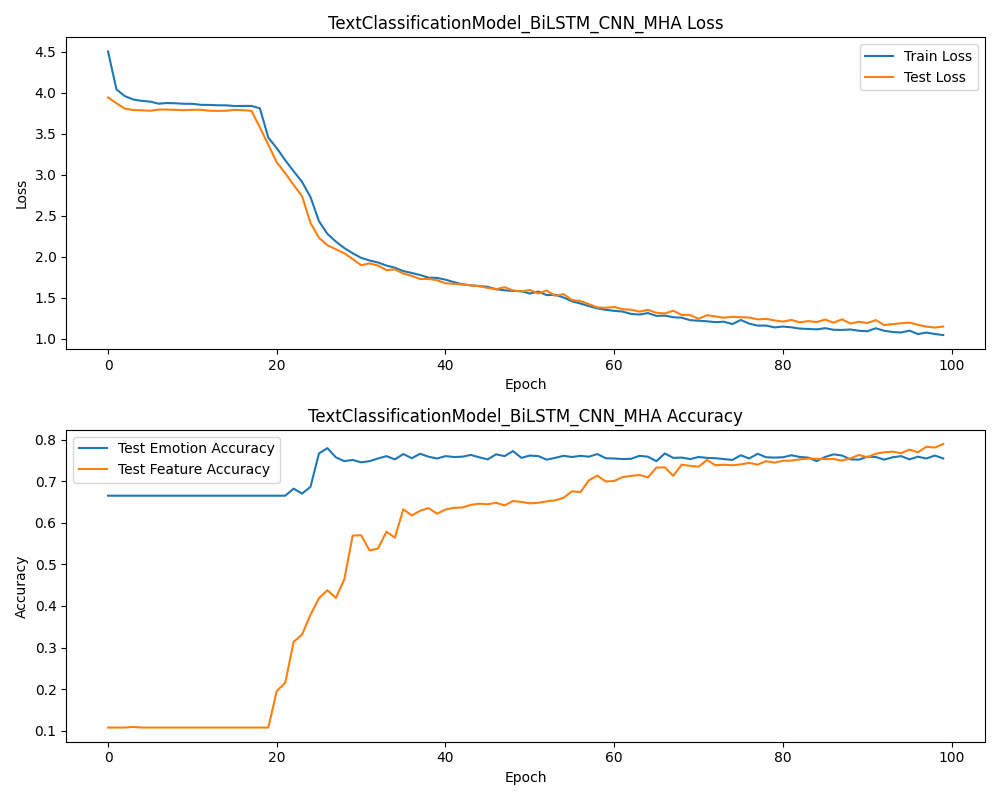 TextClassificationModel_BiLSTM_CNN_MHA Loss
4.5
4.0
3.5
3.0
2.5
2.0
1.5
1.0
Loss
Train Loss
Test Loss
0 20 40 60 80 100
Epoch
TextClassificationModel_BiLSTM_CNN_MHA Accuracy
0.8
0.7
0.6
0.5
0.4
0.3
0.2
0.1
Accuracy
Test Emotion Accuracy
Test Feature Accuracy
0 20 40 60 80 100
Epoch